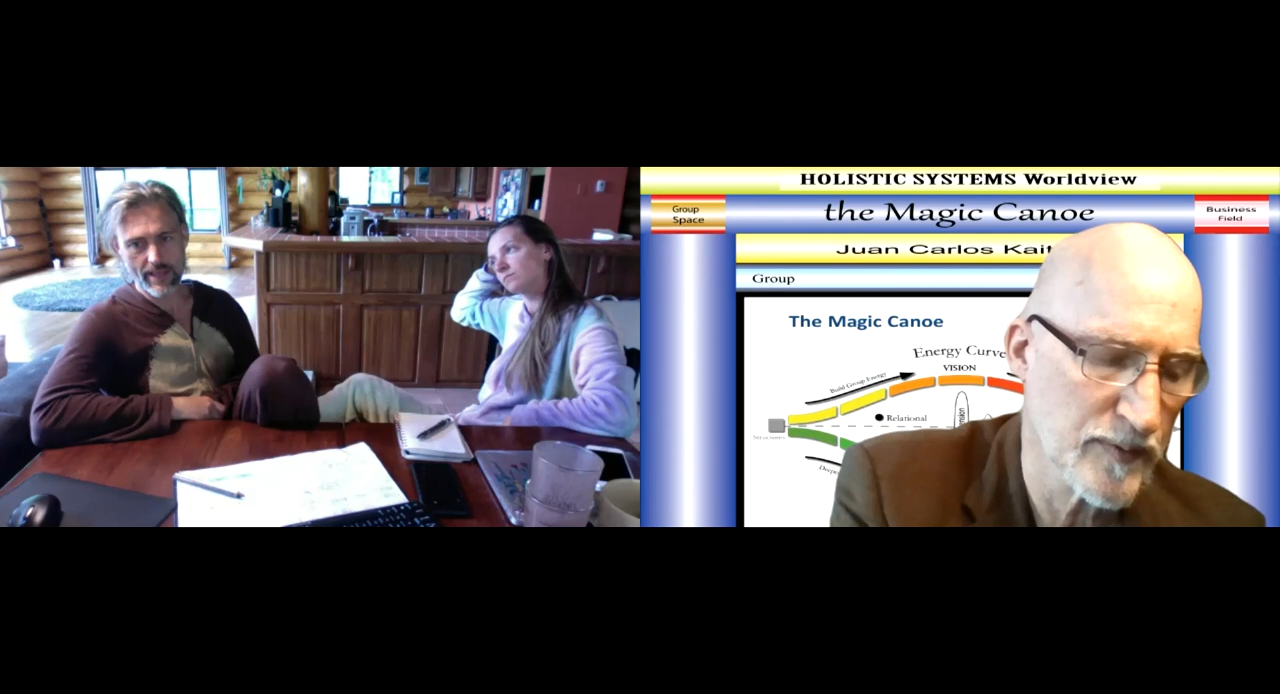 HOLISTIC SYSTEMS Worldview
Group
Space
the Magic Canoe
Business
Field
Juan Carlos Kait
Group
The Magic Canoe
Energy Curve
VISION
Build Group Energy
Relational